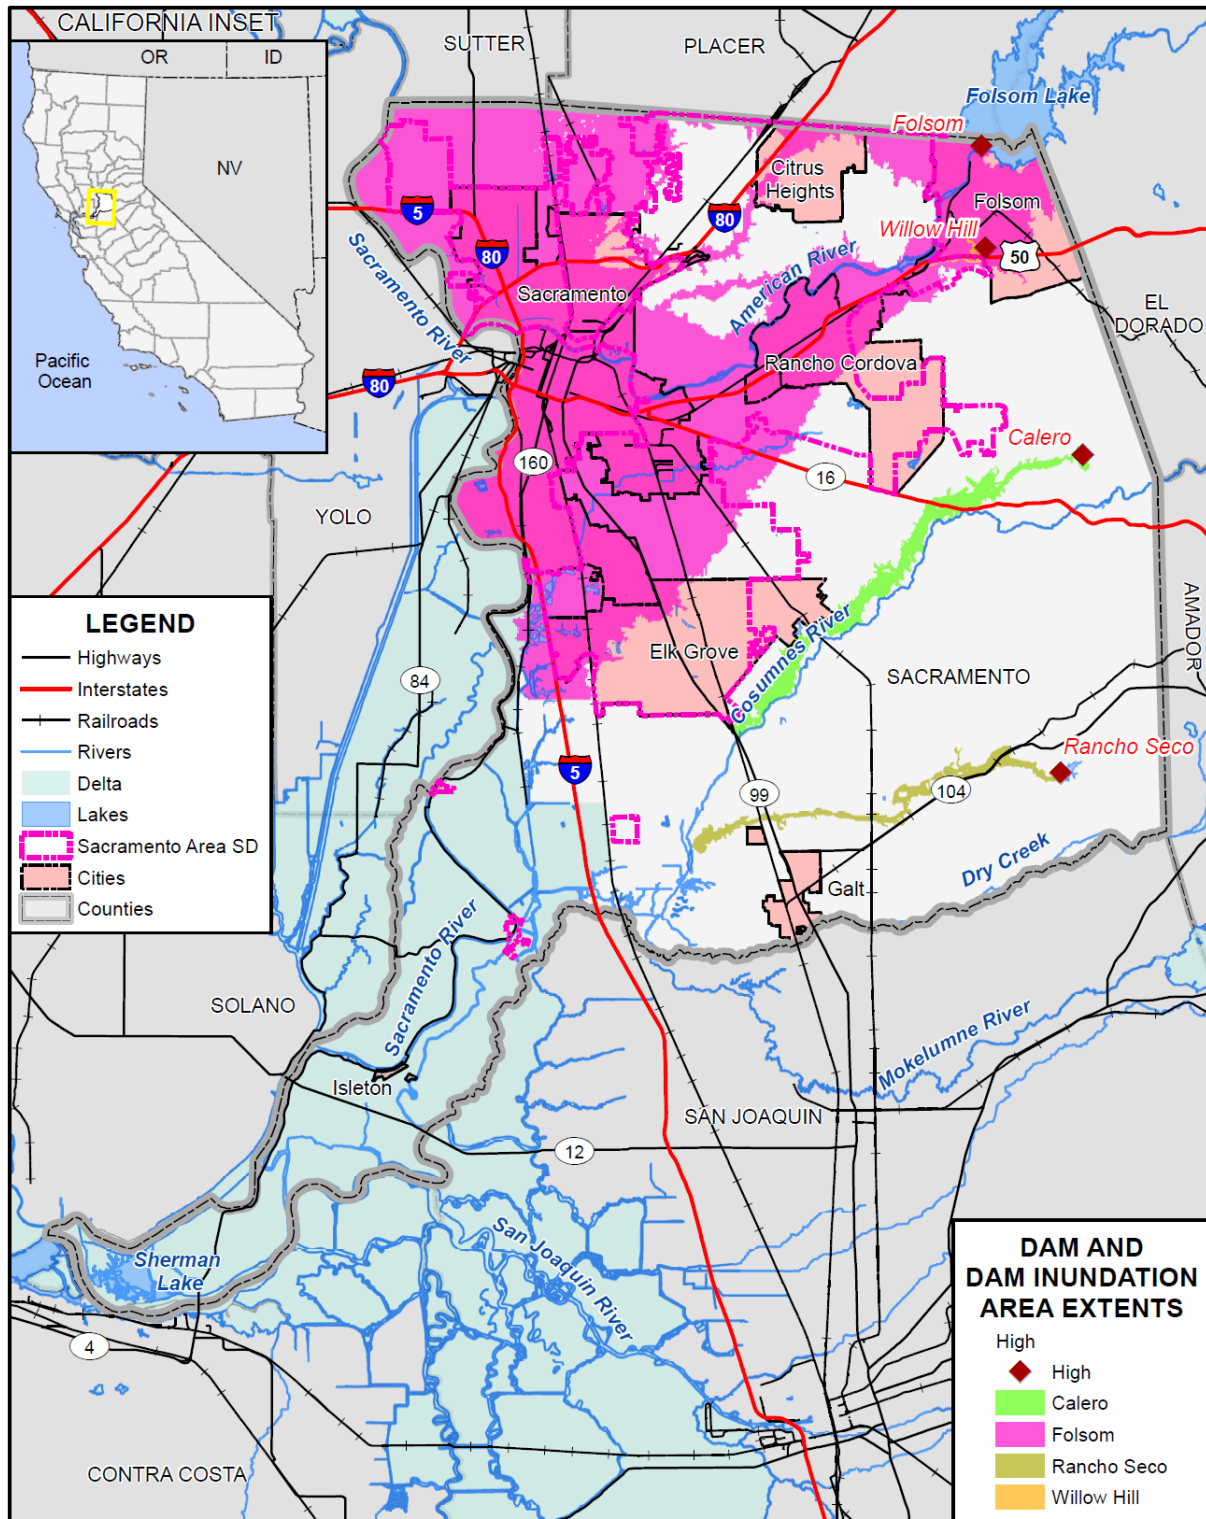 CALIFORNIA INSET
OR
ID
NV
Pacific
Ocean
SUTTER
PLACER
Folsom Lake
Folsom
Citrus
Heights
Folsom
5
80
80
Willow Hill
50
Sacramento River
Sacramento
American River
EL
DORADO
80
Rancho Cordova
Calero
160
16
YOLO
AMADOR
LEGEND
Highways
Interstates
Railroads
Rivers
Delta
Lakes
Sacramento Area SD
Cities
Counties
84
Elk Grove
Cosumnes River
SACRAMENTO
Rancho Seco
5
99
104
Dry Creek
Galt
Sacramento River
SOLANO
Mokelumne River
Isleton
SAN JOAQUIN
12
Sherman
Lake
San Joaquin River
4
CONTRA COSTA
DAM AND
DAM INUNDATION
AREA EXTENTS
High
High
Calero
Folsom
Rancho Seco
Willow Hill